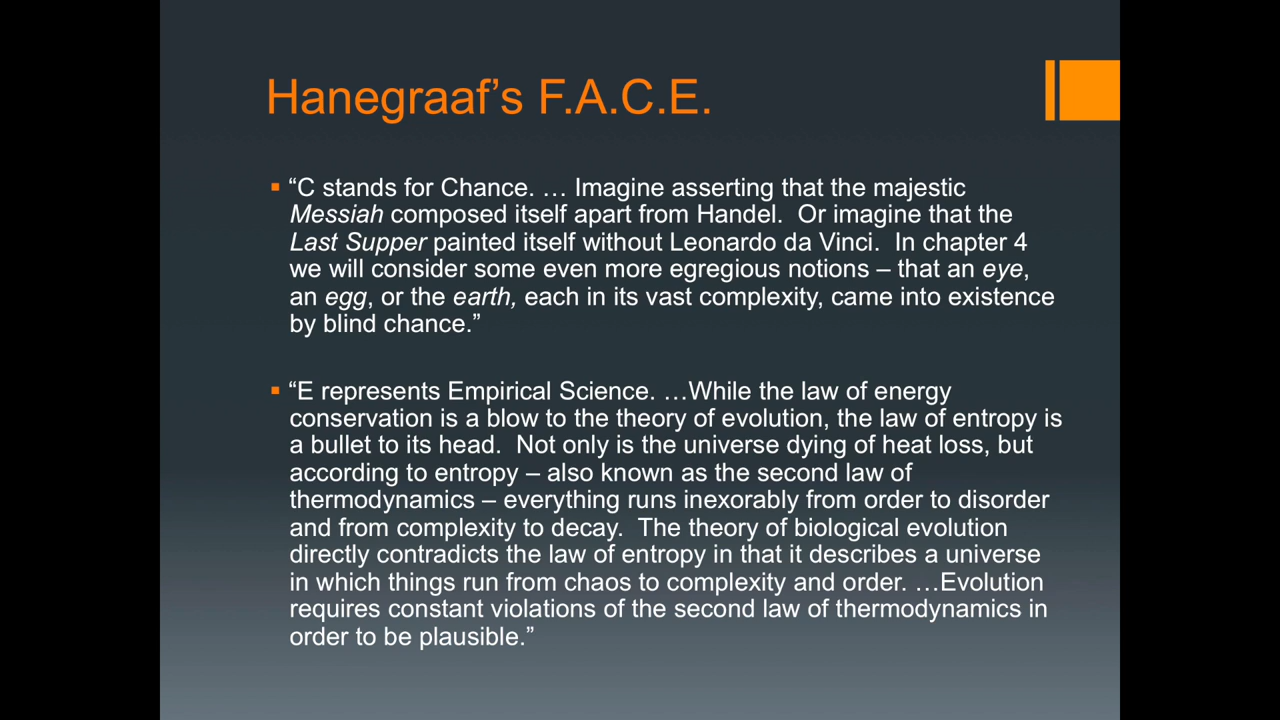 Hanegraaf’s F.A.C.E.
“C stands for Chance. … Imagine asserting that the majestic
Messiah composed itself apart from Handel.  Or imagine that the
Last Supper painted itself without Leonardo da Vinci.  In chapter 4
we will consider some even more egregious notions – that an eye,
an egg, or the earth, each in its vast complexity, came into existence
by blind chance.”
“E represents Empirical Science. …While the law of energy
conservation is a blow to the theory of evolution, the law of entropy is
a bullet to its head.  Not only is the universe dying of heat loss, but
according to entropy – also known as the second law of
thermodynamics – everything runs inexorably from order to disorder
and from complexity to decay.  The theory of biological evolution
directly contradicts the law of entropy in that it describes a universe
in which things run from chaos to complexity and order. …Evolution
requires constant violations of the second law of thermodynamics in
order to be plausible.”